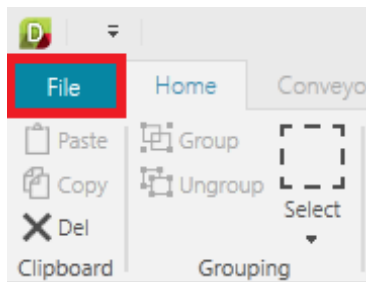 D
File Home Conveyo
Paste Group
Copy Ungroup
Select
Del
Clipboard Grouping